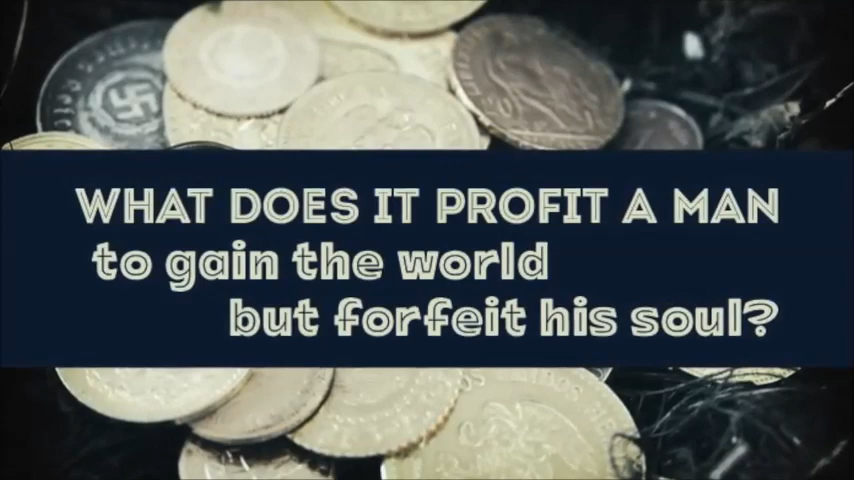 WHAT DOES IT PROFIT A MAN
to gain the world
but forfeit his soul?